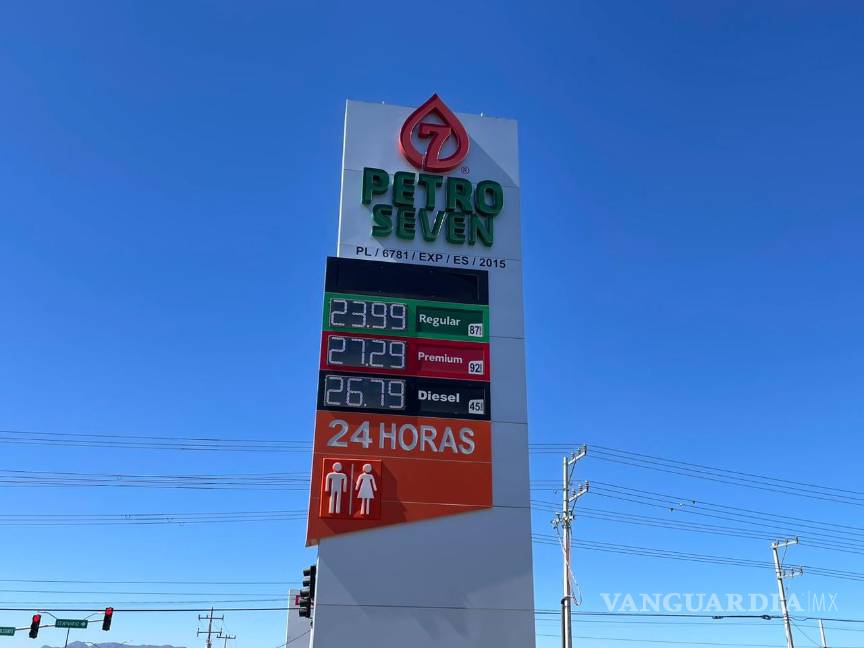 7
®
PETRO
SEVEN
PL / 6781 / EXP / ES / 2015
23.99 Regular 87
27.29 Premium 92
26.79 Diesel 45
24 HORAS
VANGUARDIA|MX